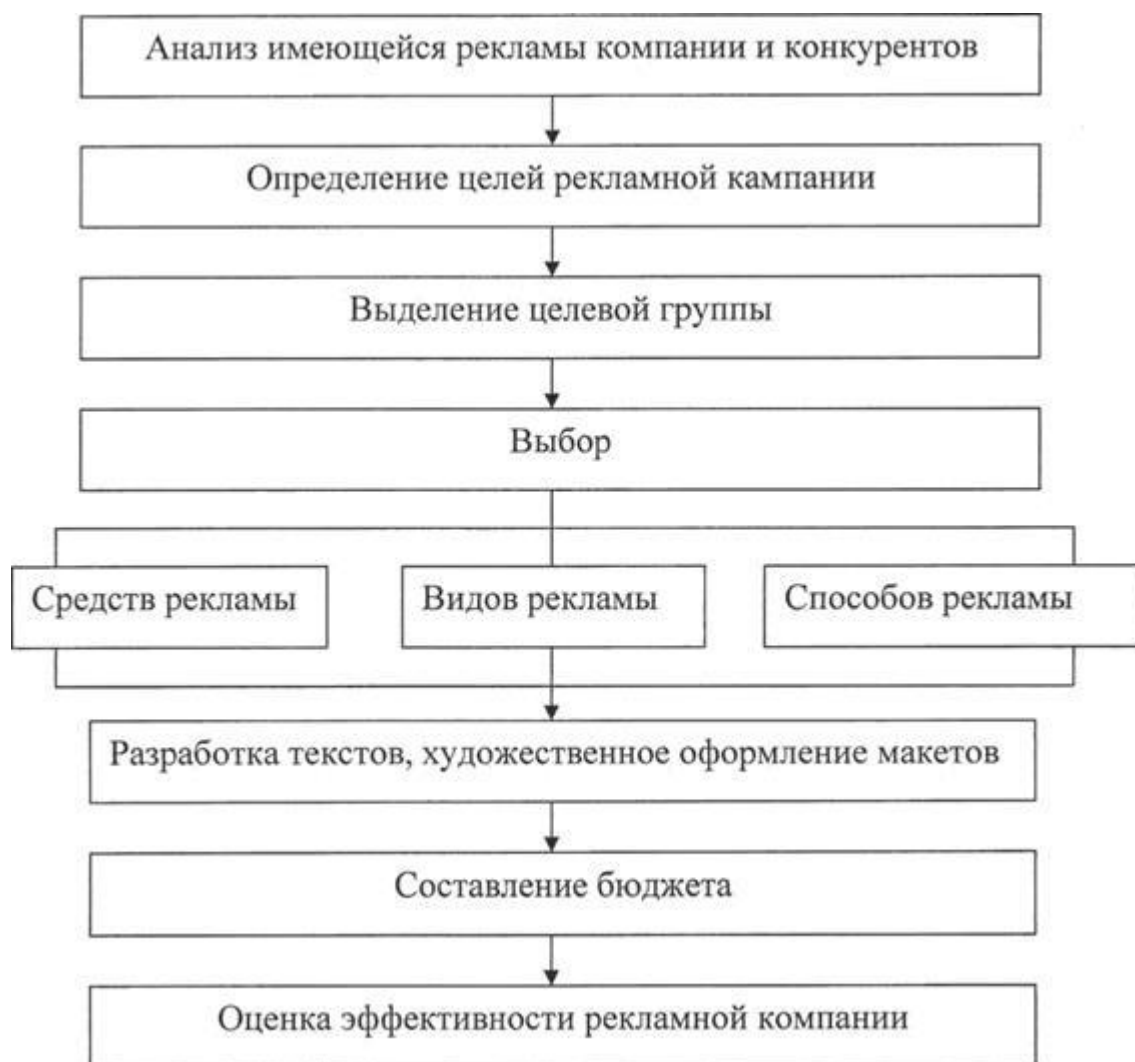 Анализ имеющейся рекламы компании и конкурентов
Определение целей рекламной кампании
Выделение целевой группы
Выбор
Средств рекламы
Видов рекламы
Способов рекламы
Разработка текстов, художественное оформление макетов
Составление бюджета
Оценка эффективности рекламной компании